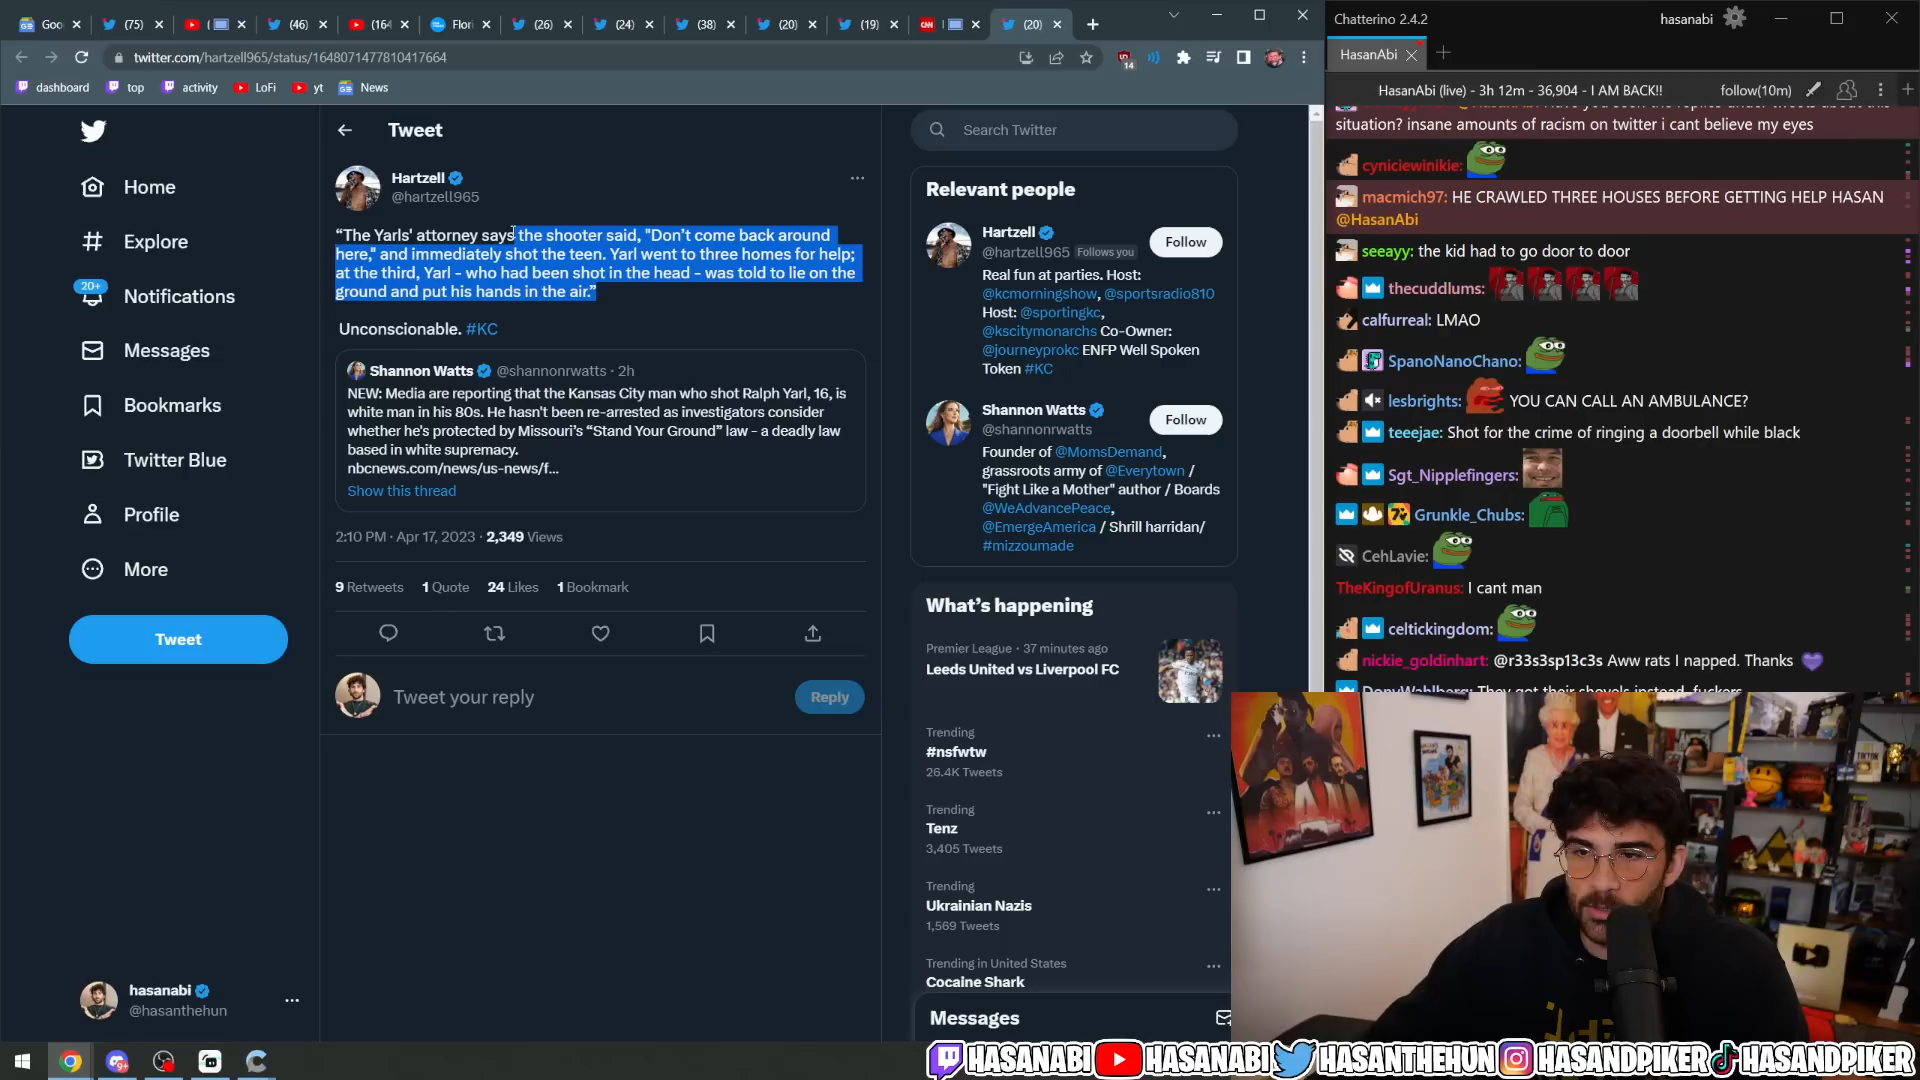 Goo
(75)
(46)
(164
Flori
(26)
(24)
(38)
(20)
(19)
CNN
(20)
twitter.com/hartzell965/status/1648071477810417664
14
dashboard
top
activity
LoFi
yt
News
Home
Explore
20+
Notifications
Messages
Bookmarks
Twitter Blue
Profile
More
Tweet
hasanabi
@hasanthehun
Tweet
Hartzell
@hartzell965
“The Yarls' attorney says the shooter said, "Don’t come back around
here," and immediately shot the teen. Yarl went to three homes for help;
at the third, Yarl - who had been shot in the head - was told to lie on the
ground and put his hands in the air.”
Unconscionable. #KC
Shannon Watts @shannonrwatts · 2h
NEW: Media are reporting that the Kansas City man who shot Ralph Yarl, 16, is
white man in his 80s. He hasn't been re-arrested as investigators consider
whether he's protected by Missouri’s “Stand Your Ground” law - a deadly law
based in white supremacy.
nbcnews.com/news/us-news/f...
Show this thread
2:10 PM · Apr 17, 2023 · 2,349 Views
9 Retweets 1 Quote 24 Likes 1 Bookmark
Tweet your reply
Reply
Search Twitter
Relevant people
Hartzell
@hartzell965 Follows you
Follow
Real fun at parties. Host:
@kcmorningshow, @sportsradio810
Host: @sportingkc,
@kscitymonarchs Co-Owner:
@journeyprokc ENFP Well Spoken
Token #KC
Shannon Watts
@shannonrwatts
Follow
Founder of @MomsDemand,
grassroots army of @Everytown /
"Fight Like a Mother" author / Boards
@WeAdvancePeace,
@EmergeAmerica / Shrill harridan/
#mizzoumade
What’s happening
Premier League · 37 minutes ago
Leeds United vs Liverpool FC
Trending
#nsfwtw
26.4K Tweets
Trending
Tenz
3,405 Tweets
Trending
Ukrainian Nazis
1,569 Tweets
Trending in United States
Cocaine Shark
Messages
Chatterino 2.4.2
hasanabi
HasanAbi
HasanAbi (live) - 3h 12m - 36,904 - I AM BACK!!
follow(10m)
situation? insane amounts of racism on twitter i cant believe my eyes
cyniciewinikie:
macmich97: HE CRAWLED THREE HOUSES BEFORE GETTING HELP HASAN
@HasanAbi
seeayy: the kid had to go door to door
thecuddlums:
calfurreal: LMAO
SpanoNanoChano:
lesbrights: YOU CAN CALL AN AMBULANCE?
teeejae: Shot for the crime of ringing a doorbell while black
Sgt_Nipplefingers:
Grunkle_Chubs:
CehLavie:
TheKingofUranus: I cant man
celtickingdom:
nickie_goldinhart: @r33s3sp13c3s Aww rats I napped. Thanks
HASANABI HASANABI HASANTHEHUN HASANDPIKER HASANDPIKER